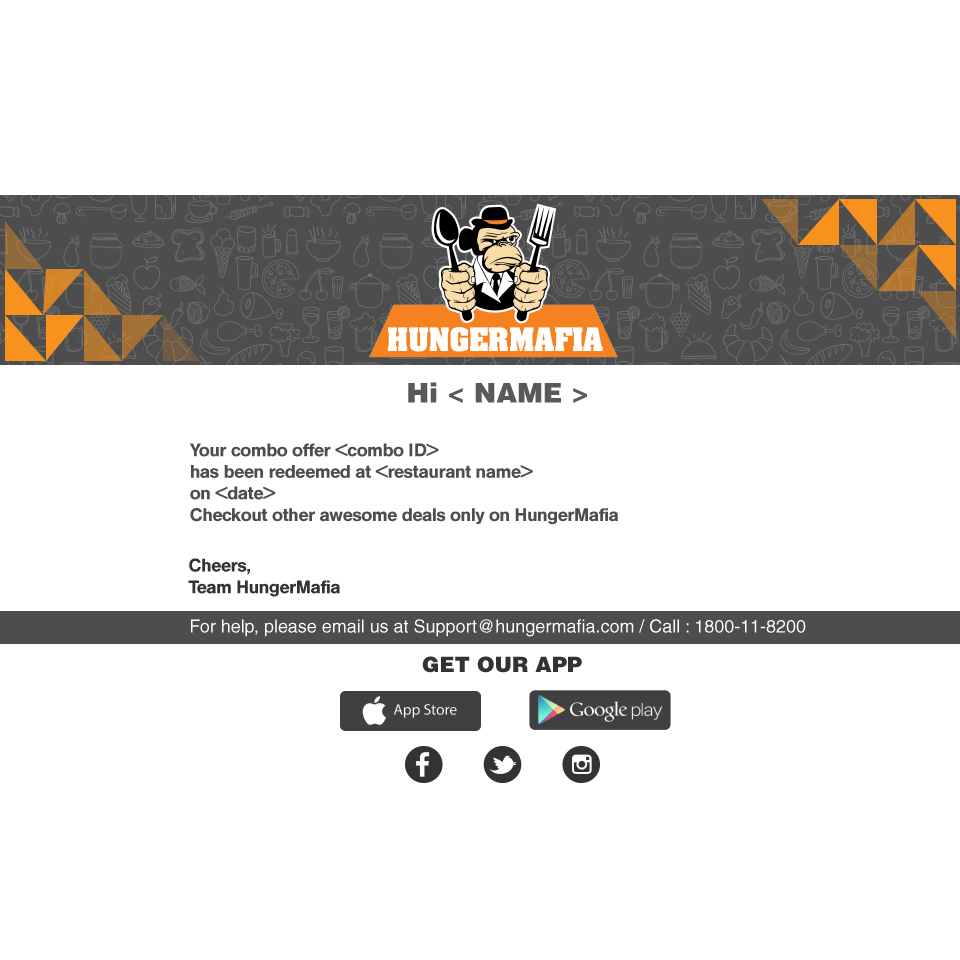 HUNGERMAFIA
Hi < NAME >
Your combo offer <combo ID>
has been redeemed at <restaurant name>
on <date>
Checkout other awesome deals only on HungerMafia
Cheers,
Team HungerMafia
For help, please email us at Support@hungermafia.com / Call : 1800-11-8200
GET OUR APP
App Store
Google play